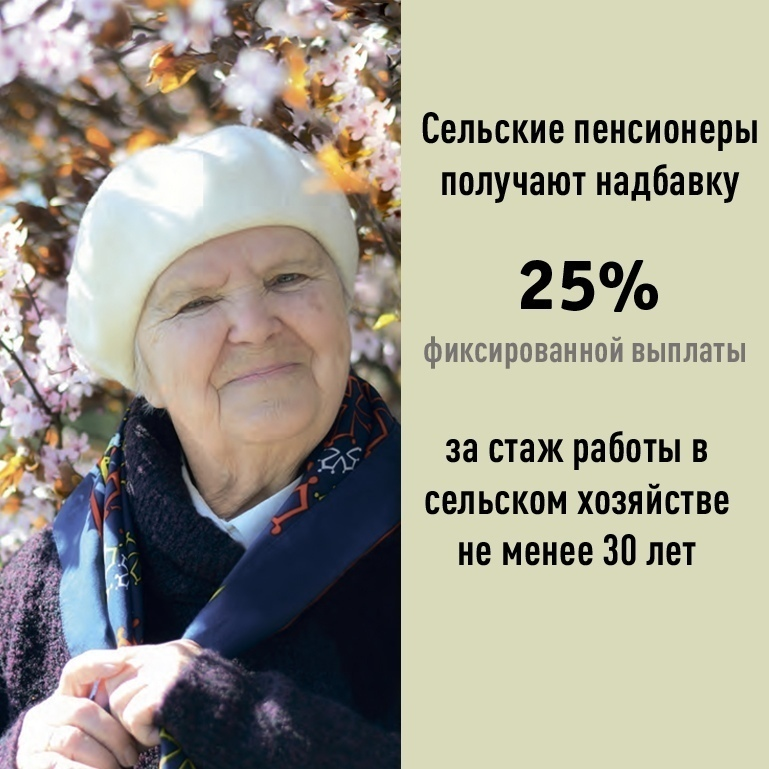 Сельские пенсионеры
получают надбавку
25%
фиксированной выплаты
за стаж работы в
сельском хозяйстве
не менее 30 лет